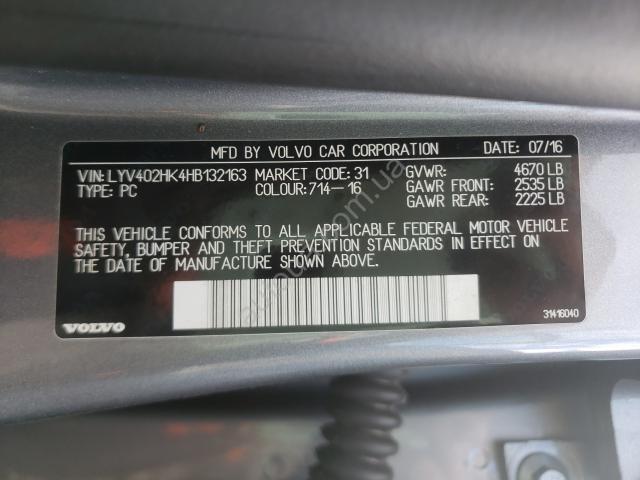 MFD BY VOLVO CAR CORPORATION DATE: 07/16
VIN: LYV402HK4HB132163 MARKET CODE: 31 GVWR: 4670 LB
TYPE: PC COLOUR: 714-16 GAWR FRONT: 2535 LB
GAWR REAR: 2225 LB
THIS VEHICLE CONFORMS TO ALL APPLICABLE FEDERAL MOTOR VEHICLE
SAFETY, BUMPER AND THEFT PREVENTION STANDARDS IN EFFECT ON
THE DATE OF MANUFACTURE SHOWN ABOVE.
VOLVO 31416040